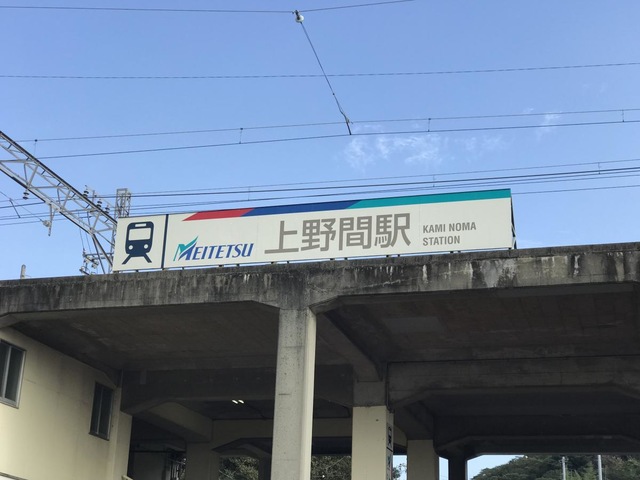 MEITETSU 上野間駅 KAMI NOMA
STATION